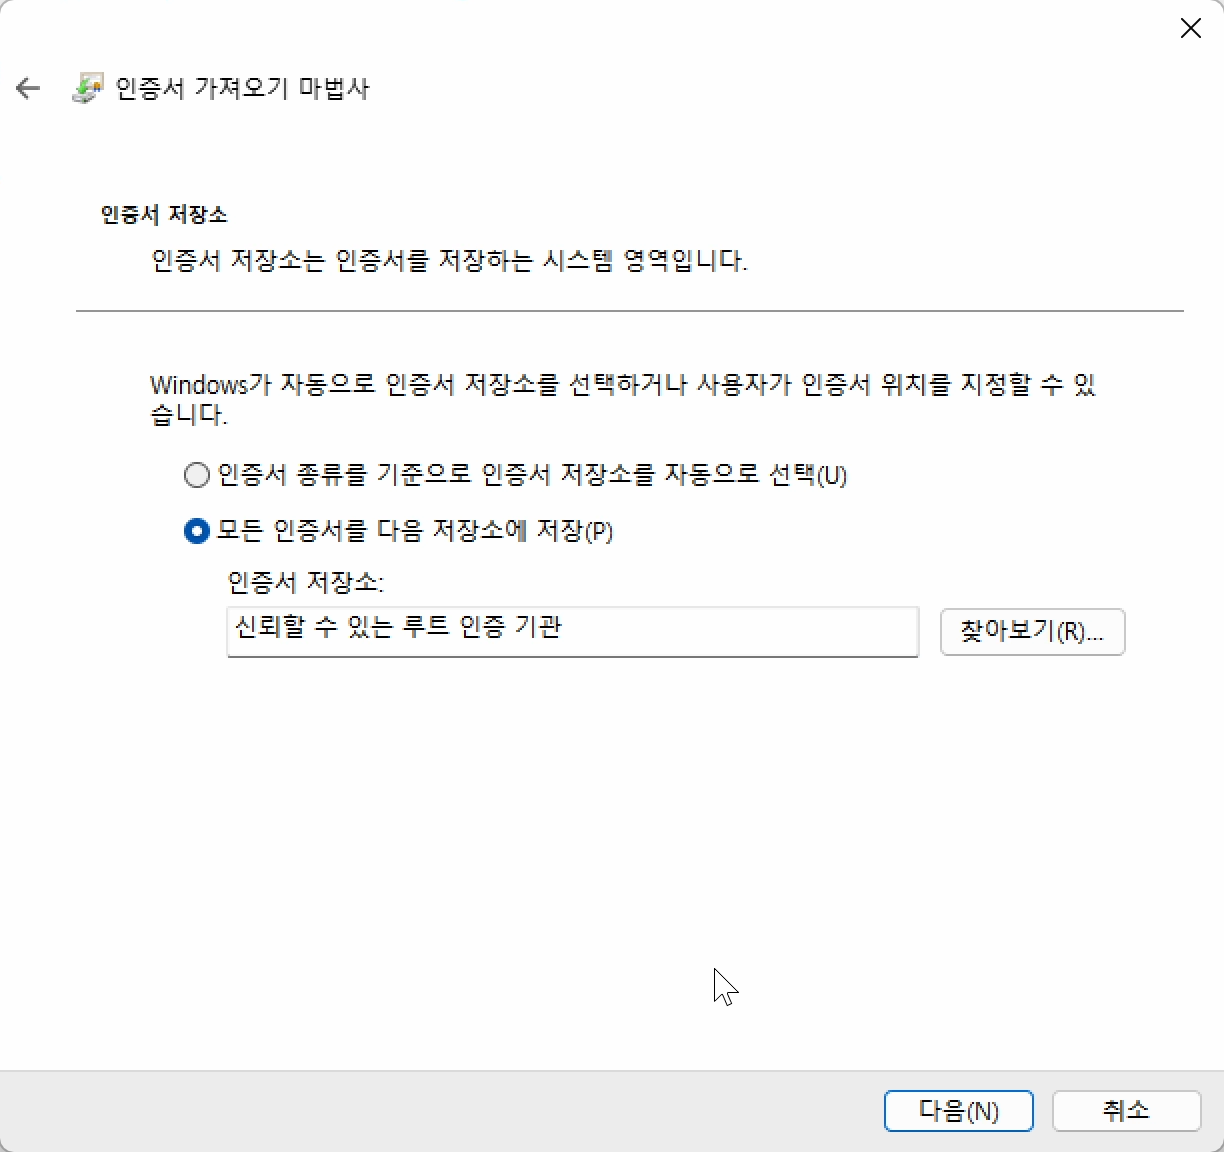 인증서 가져오기 마법사
인증서 저장소
인증서 저장소는 인증서를 저장하는 시스템 영역입니다.
Windows가 자동으로 인증서 저장소를 선택하거나 사용자가 인증서 위치를 지정할 수 있
습니다.
인증서 종류를 기준으로 인증서 저장소를 자동으로 선택(U)
모든 인증서를 다음 저장소에 저장(P)
인증서 저장소:
신뢰할 수 있는 루트 인증 기관
찾아보기(R)...
다음(N)
취소